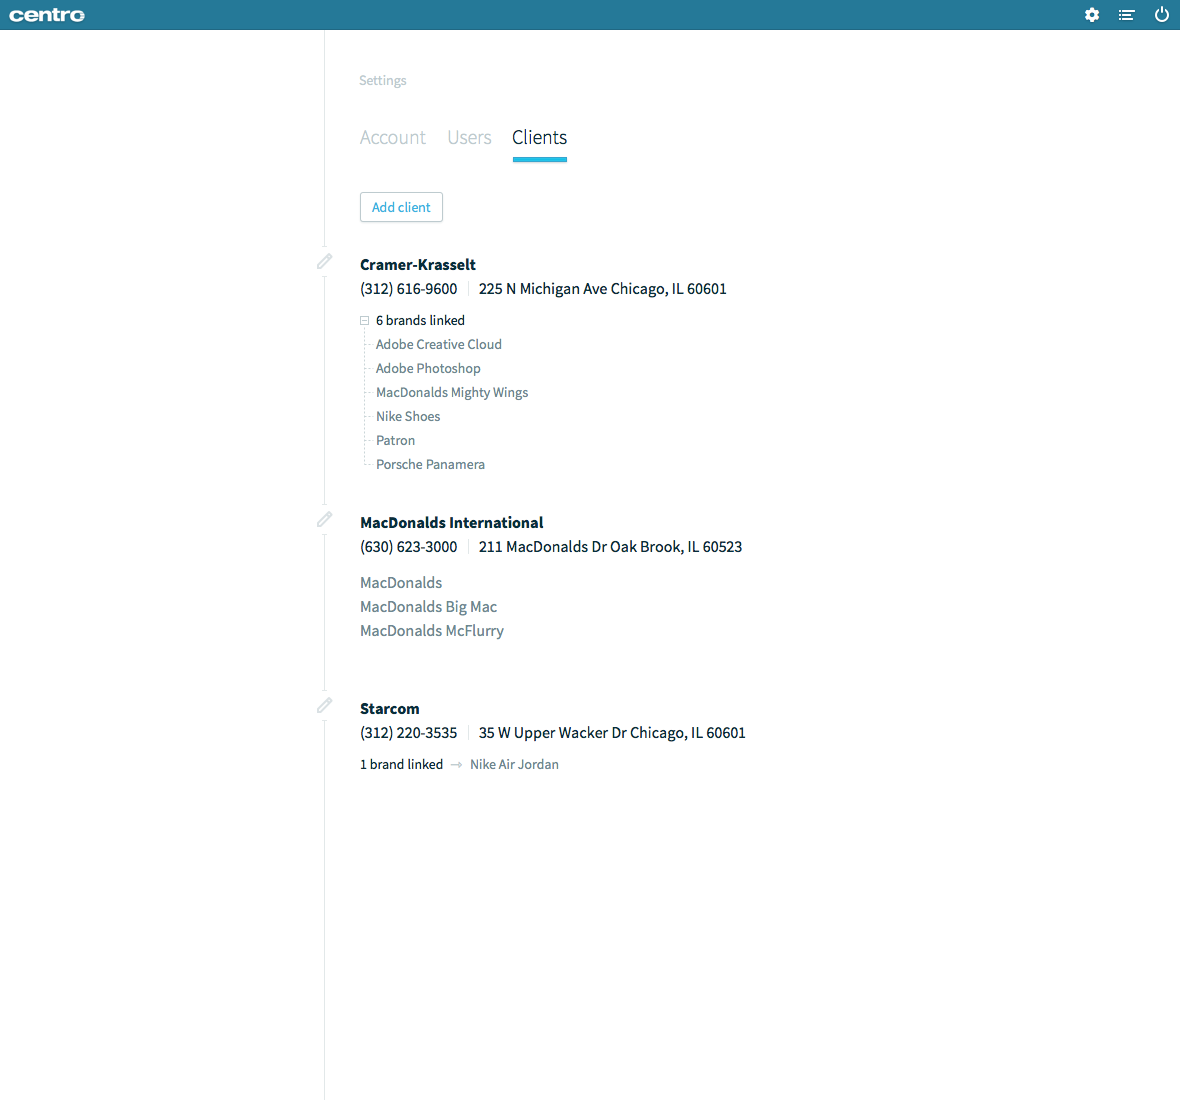 centro
Settings
Account Users Clients
Add client
Cramer-Krasselt
(312) 616-9600 225 N Michigan Ave Chicago, IL 60601
6 brands linked
Adobe Creative Cloud
Adobe Photoshop
MacDonalds Mighty Wings
Nike Shoes
Patron
Porsche Panamera
MacDonalds International
(630) 623-3000 211 MacDonalds Dr Oak Brook, IL 60523
MacDonalds
MacDonalds Big Mac
MacDonalds McFlurry
Starcom
(312) 220-3535 35 W Upper Wacker Dr Chicago, IL 60601
1 brand linked → Nike Air Jordan